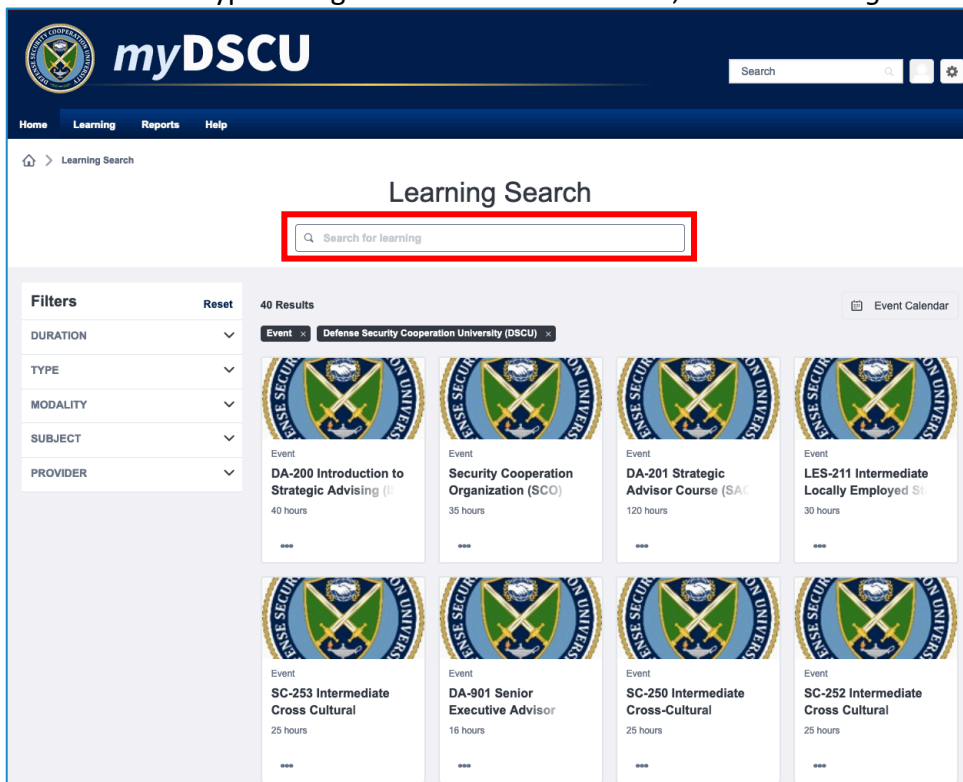 myDSCU
Search
Home Learning Reports Help
Learning Search
Learning Search
Search for learning
Filters Reset
DURATION
TYPE
MODALITY
SUBJECT
PROVIDER
40 Results
Event Calendar
Event × Defense Security Cooperation University (DSCU) ×
Event
DA-200 Introduction to
Strategic Advising
40 hours
Event
Security Cooperation
Organization (SCO)
35 hours
Event
DA-201 Strategic
Advisor Course (SAC
120 hours
Event
LES-211 Intermediate
Locally Employed
30 hours
Event
SC-253 Intermediate
Cross Cultural
25 hours
Event
DA-901 Senior
Executive Advisor
16 hours
Event
SC-250 Intermediate
Cross-Cultural
25 hours
Event
SC-252 Intermediate
Cross Cultural
25 hours